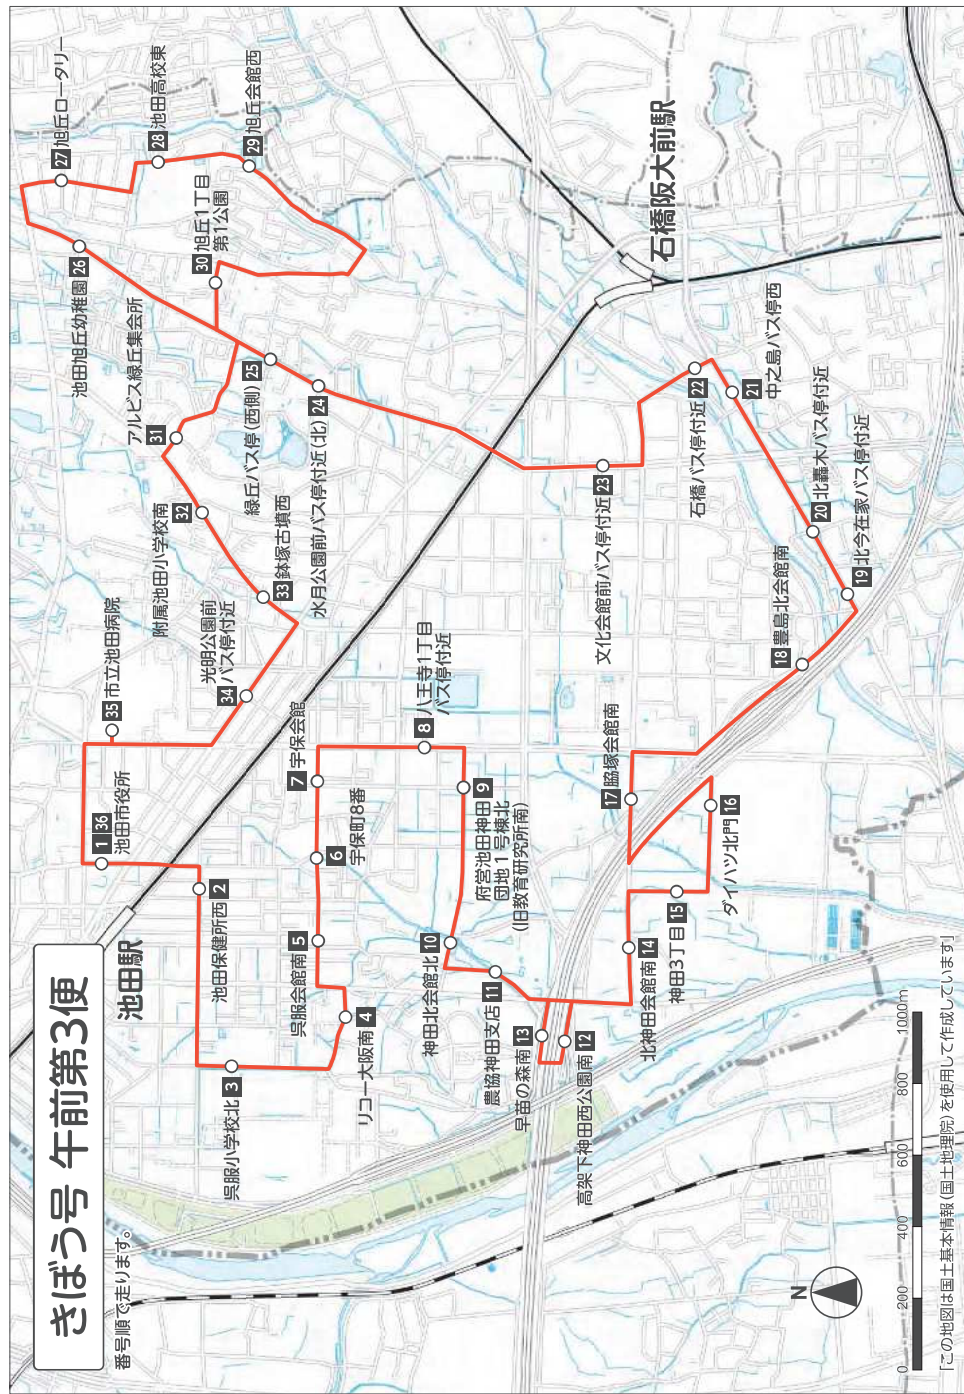 きぼう号 午前第3便
番号順で走ります。
池田駅
石橋阪大前駅
1 36
池田市役所
2 池田保健所西
3 呉服小学校北
4 リコー大阪南
5 呉服会館南
6 宇保町8番
7 宇保会館
8 八王寺1丁目
バス停付近
9 府営池田神田
団地1号棟北
(旧教育研究所南)
10 神田北会館北
11 農協神田支店
12 高架下神田西公園南
13 早苗の森南
14 北神田会館南
15 神田3丁目
16 ダイハツ北門
17 脇塚会館南
18 豊島北会館南
19 北今在家バス停付近
20 北轟木バス停付近
21 中之島バス停西
22 石橋バス停付近
23 文化会館前バス停付近
24 水月公園前バス停付近(北)
25 緑丘バス停(西側)
26 池田旭丘幼稚園
27 旭丘ロータリー
28 池田高校東
29 旭丘会館西
30 旭丘1丁目
第1公園
31 アルビス緑丘集会所
32 附属池田小学校南
33 鉢塚古墳西
34 光明公園前
バス停付近
35 市立池田病院
N
0 200 400 600 800 1000m
「この地図は国土基本情報(国土地理院)を使用して作成しています」